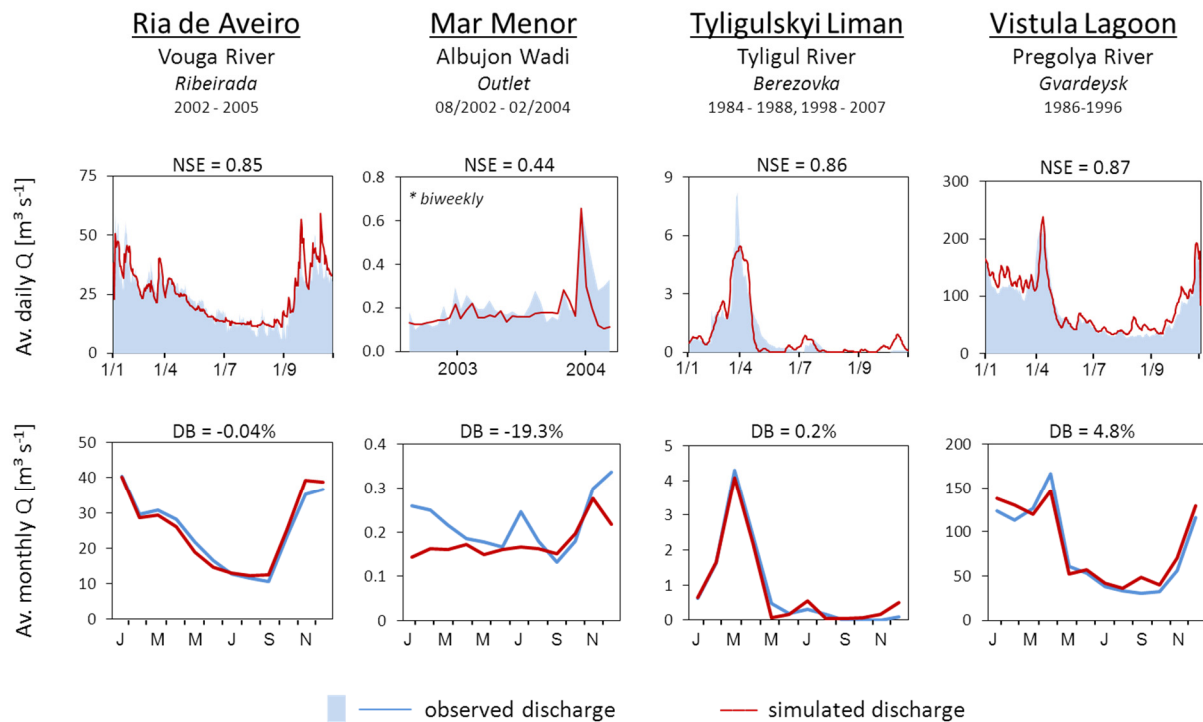 Ria de Aveiro
Vouga River
Ribeirada
2002 - 2005
Mar Menor
Albujon Wadi
Outlet
08/2002 - 02/2004
Tyligulskyi Liman
Tyligul River
Berezovka
1984 - 1988, 1998 - 2007
Vistula Lagoon
Pregolya River
Gvardeysk
1986-1996
Av. daily Q [m³ s⁻¹]
NSE = 0.85
75
50
25
0
1/1 1/4 1/7 1/9
NSE = 0.44
* biweekly
0.8
0.6
0.4
0.2
0.0
2003 2004
NSE = 0.86
9
6
3
0
1/1 1/4 1/7 1/9
NSE = 0.87
300
200
100
0
1/1 1/4 1/7 1/9
Av. monthly Q [m³ s⁻¹]
DB = -0.04%
50
40
30
20
10
0
J M M J S N
DB = -19.3%
0.4
0.3
0.2
0.1
0
J M M J S N
DB = 0.2%
5
4
3
2
1
0
J M M J S N
DB = 4.8%
200
150
100
50
0
J M M J S N
observed discharge
simulated discharge